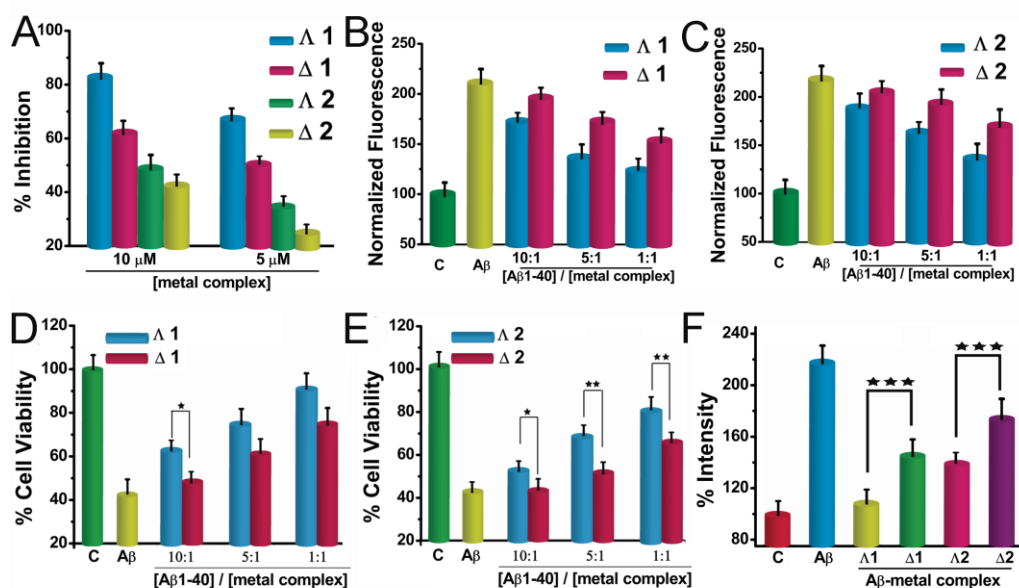 A
% Inhibition
100
80
60
40
20
Λ 1
Δ 1
Λ 2
Δ 2
10 μM
5 μM
[metal complex]
B
Normalized Fluorescence
250
200
150
100
50
Λ 1
Δ 1
C
Aβ
10:1
5:1
1:1
[Aβ1-40] / [metal complex]
C
Normalized Fluorescence
250
200
150
100
50
Λ 2
Δ 2
C
Aβ
10:1
5:1
1:1
[Aβ1-40] / [metal complex]
D
% Cell Viability
120
100
80
60
40
20
Λ 1
Δ 1
★
C
Aβ
10:1
5:1
1:1
[Aβ1-40] / [metal complex]
E
% Cell Viability
120
100
80
60
40
20
Λ 2
Δ 2
★
★★
★★
C
Aβ
10:1
5:1
1:1
[Aβ1-40] / [metal complex]
F
% Intensity
240
200
160
120
80
★★★
★★★
C
Aβ
Λ1
Δ1
Λ2
Δ2
Aβ-metal complex